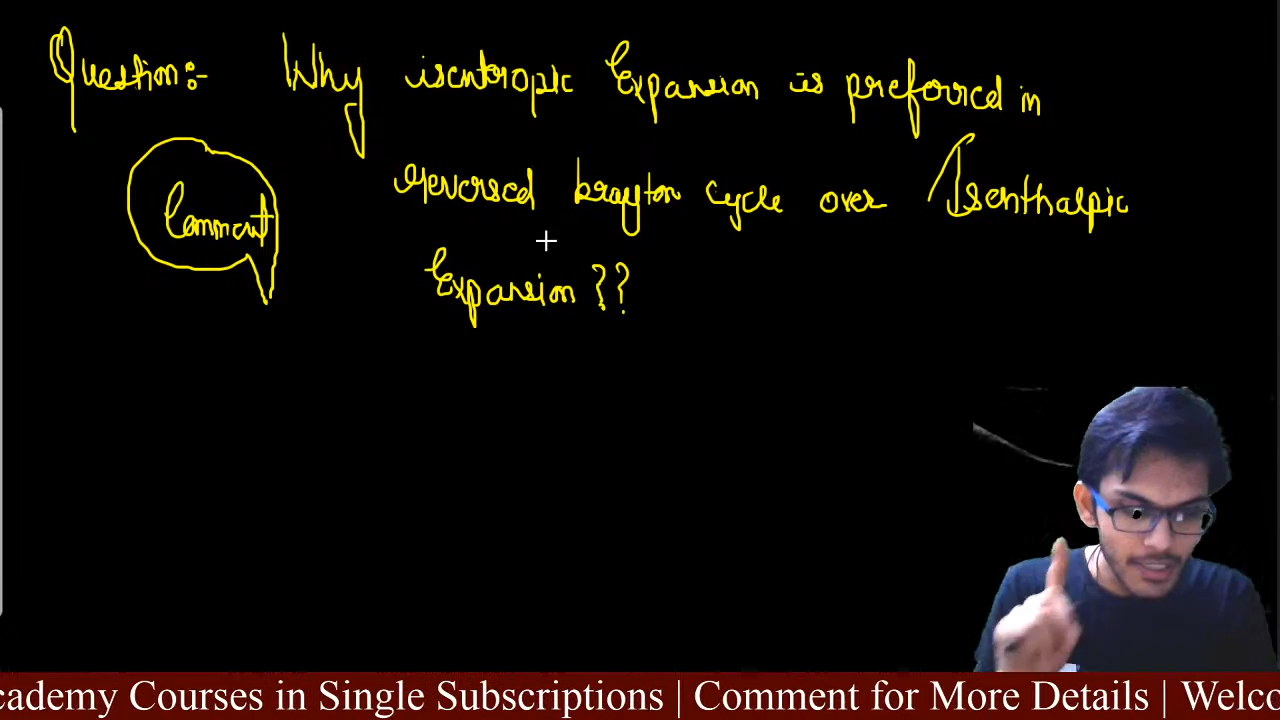 Question:- Why isentropic Expansion is preferred in
Comment
reversed brayton cycle over Isenthalpic
Expansion ??
cademy Courses in Single Subscriptions | Comment for More Details | Welco